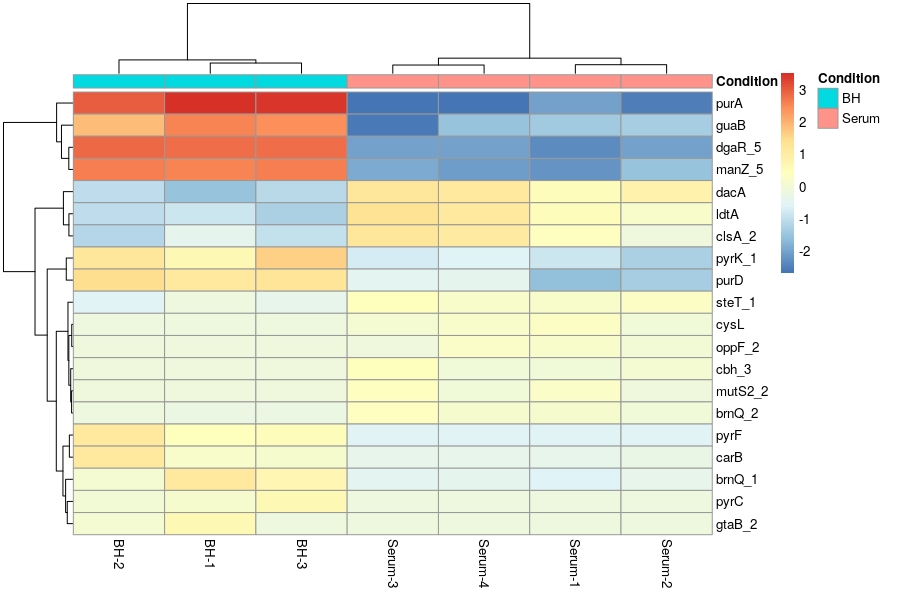 Condition
purA
guaB
dgaR_5
manZ_5
dacA
ldtA
clsA_2
pyrK_1
purD
steT_1
cysL
oppF_2
cbh_3
mutS2_2
brnQ_2
pyrF
carB
brnQ_1
pyrC
gtaB_2
BH-2
BH-1
BH-3
Serum-3
Serum-4
Serum-1
Serum-2
3
2
1
0
-1
-2
Condition
BH
Serum